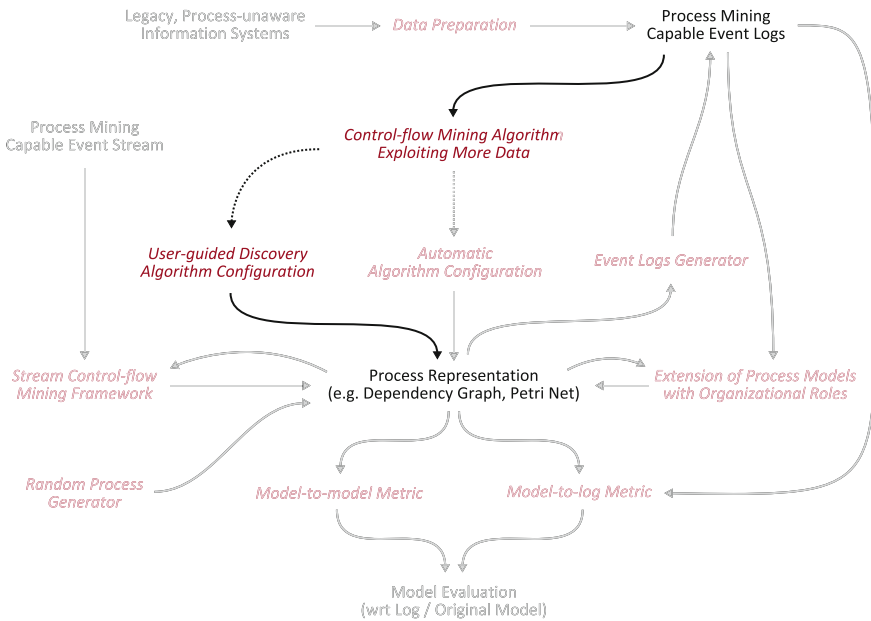 Legacy, Process-unaware
Information Systems
Data Preparation
Process Mining
Capable Event Logs
Process Mining
Capable Event Stream
Control-flow Mining Algorithm
Exploiting More Data
User-guided Discovery
Algorithm Configuration
Automatic
Algorithm Configuration
Event Logs Generator
Stream Control-flow
Mining Framework
Process Representation
(e.g. Dependency Graph, Petri Net)
Extension of Process Models
with Organizational Roles
Random Process
Generator
Model-to-model Metric
Model-to-log Metric
Model Evaluation
(wrt Log / Original Model)